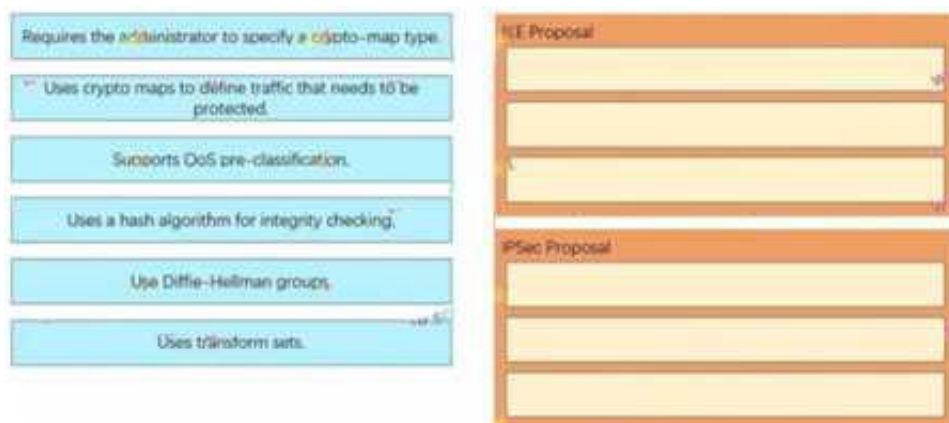 Requires the administrator to specify a crypto-map type.
Uses crypto maps to define traffic that needs to be
protected.
Supports QoS pre-classification.
Uses a hash algorithm for integrity checking.
Use Diffie-Hellman groups.
Uses transform sets.
IKE Proposal
IPSec Proposal